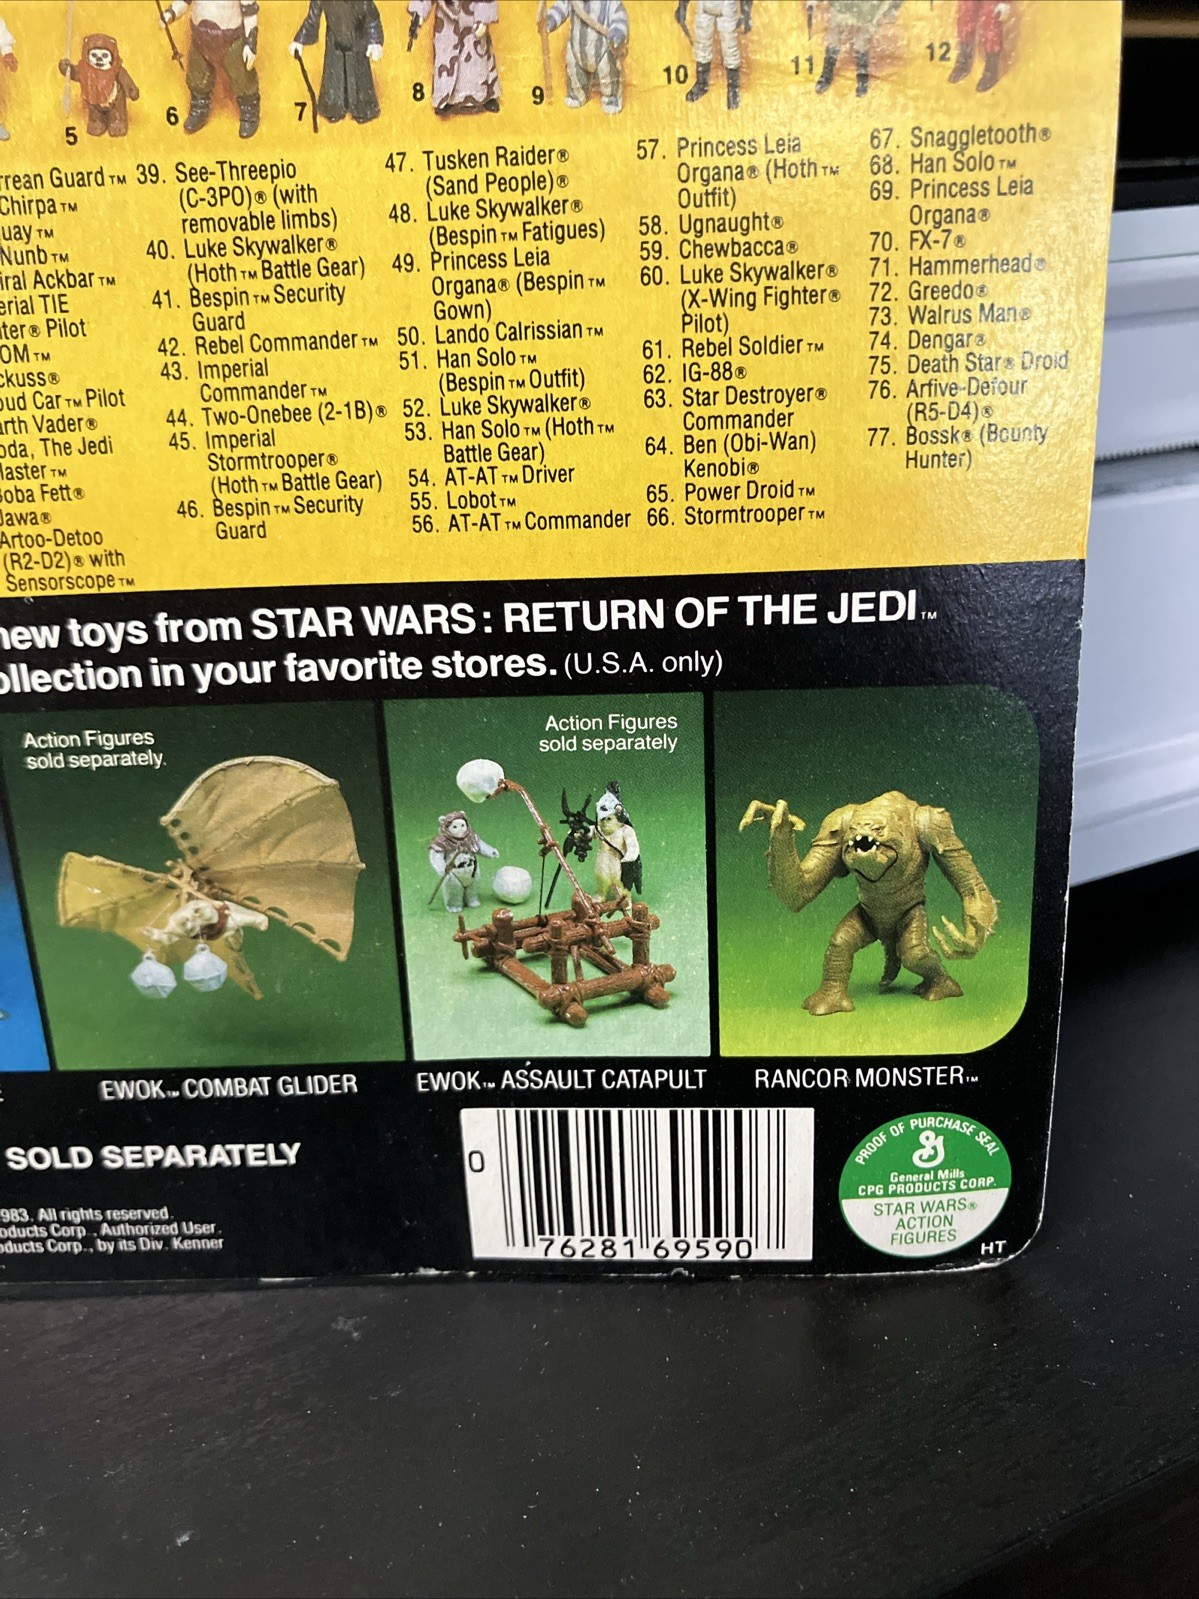 5
6
7
8
9
10
11
12
Guard™
Chirpa™
Nunb™
Ackbar™
TIE
® Pilot
Car™ Pilot
Vader®
The Jedi
Fett®
Artoo-Detoo
(R2-D2)® with
Sensorscope™
39. See-Threepio
(C-3PO)® (with
removable limbs)
40. Luke Skywalker®
(Hoth™ Battle Gear)
41. Bespin™ Security
Guard
42. Rebel Commander™
43. Imperial
Commander™
44. Two-Onebee (2-1B)®
45. Imperial
Stormtrooper®
(Hoth™ Battle Gear)
46. Bespin™ Security
Guard
47. Tusken Raider®
(Sand People)®
48. Luke Skywalker®
(Bespin™ Fatigues)
49. Princess Leia
Organa® (Bespin™
Gown)
50. Lando Calrissian™
51. Han Solo™
(Bespin™ Outfit)
52. Luke Skywalker®
53. Han Solo™ (Hoth™
Battle Gear)
54. AT-AT™ Driver
55. Lobot™
56. AT-AT™ Commander
57. Princess Leia
Organa® (Hoth™
Outfit)
58. Ugnaught®
59. Chewbacca®
60. Luke Skywalker®
(X-Wing Fighter®
Pilot)
61. Rebel Soldier™
62. IG-88®
63. Star Destroyer®
Commander
64. Ben (Obi-Wan)
Kenobi®
65. Power Droid™
66. Stormtrooper™
67. Snaggletooth®
68. Han Solo™
69. Princess Leia
Organa®
70. FX-7®
71. Hammerhead®
72. Greedo®
73. Walrus Man®
74. Dengar®
75. Death Star® Droid
76. Arfive-Defour
(R5-D4)®
77. Bossk® (Bounty
Hunter)
new toys from STAR WARS: RETURN OF THE JEDI™
ollection in your favorite stores. (U.S.A. only)
Action Figures
sold separately.
Action Figures
sold separately
EWOK™ COMBAT GLIDER
EWOK™ ASSAULT CATAPULT
RANCOR MONSTER™
SOLD SEPARATELY
983. All rights reserved.
oducts Corp., Authorized User.
oducts Corp., by its Div. Kenner
0 76281 69590
PROOF OF PURCHASE SEAL
General Mills
CPG PRODUCTS CORP.
STAR WARS®
ACTION
FIGURES
HT